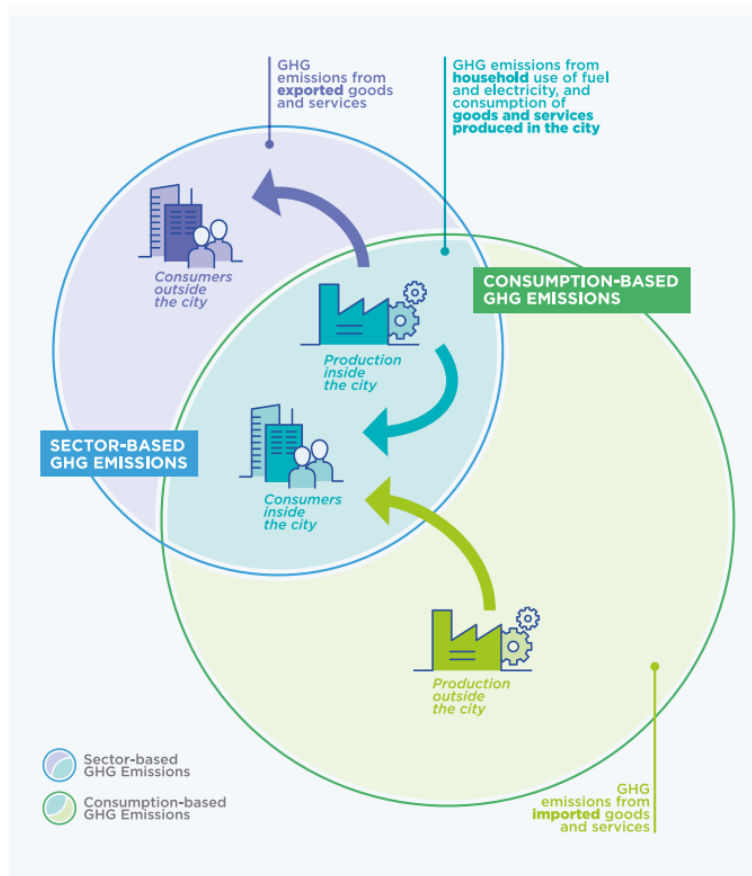 GHG
emissions from
exported goods
and services
GHG emissions from
household use of fuel
and electricity, and
consumption of
goods and services
produced in the city
Consumers
outside
the city
CONSUMPTION-BASED
GHG EMISSIONS
Production
inside
the city
SECTOR-BASED
GHG EMISSIONS
Consumers
inside
the city
Production
outside
the city
Sector-based
GHG Emissions
Consumption-based
GHG Emissions
GHG
emissions from
imported goods
and services